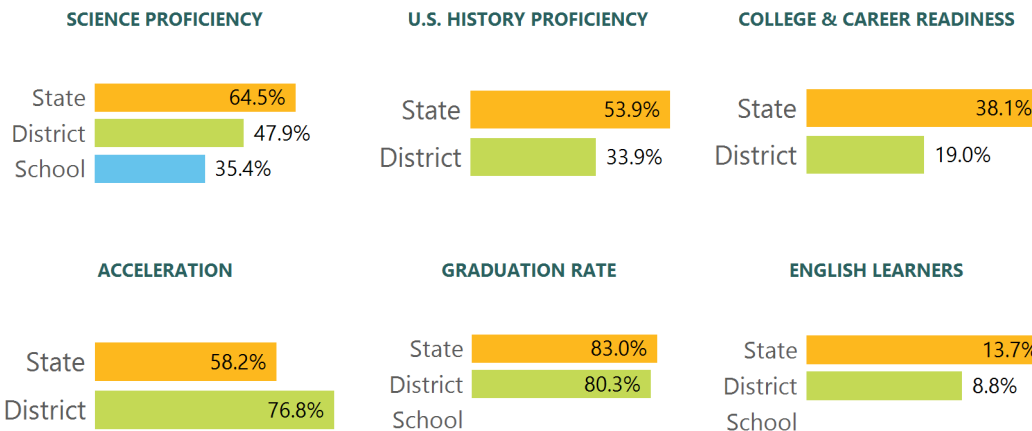 SCIENCE PROFICIENCY
State 64.5%
District 47.9%
School 35.4%
U.S. HISTORY PROFICIENCY
State 53.9%
District 33.9%
COLLEGE & CAREER READINESS
State 38.1%
District 19.0%
ACCELERATION
State 58.2%
District 76.8%
GRADUATION RATE
State 83.0%
District 80.3%
School
ENGLISH LEARNERS
State 13.7%
District 8.8%
School